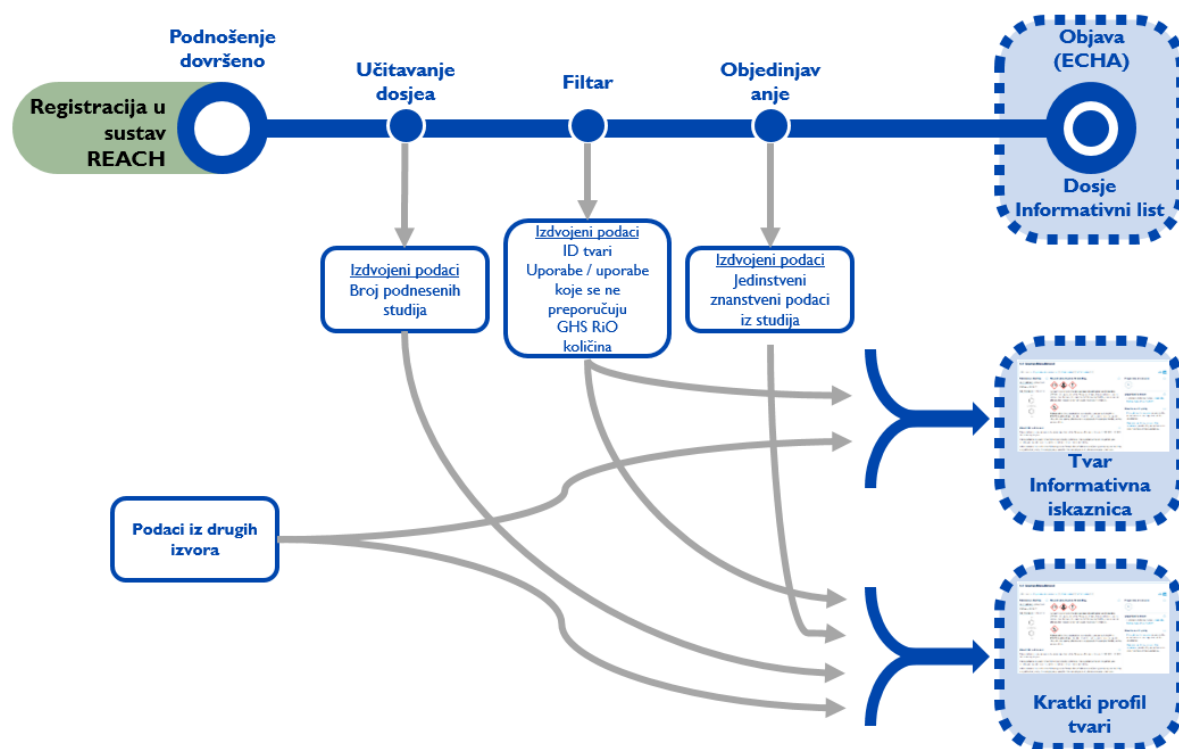 Podnošenje
dovršeno
Učitavanje
dosjea
Filtar
Objedinjav
anje
Objava
(ECHA)
Registracija u
sustav
REACH
Dosje
Informativni list
Izdvojeni podaci
Broj podnesenih
studija
Izdvojeni podaci
ID tvari
Uporabe / uporabe
koje se ne
preporučuju
GHS RiO
količina
Izdvojeni podaci
Jedinstveni
znanstveni podaci
iz studija
Tvar
Informativna
iskaznica
Podaci iz drugih
izvora
Kratki profil
tvari